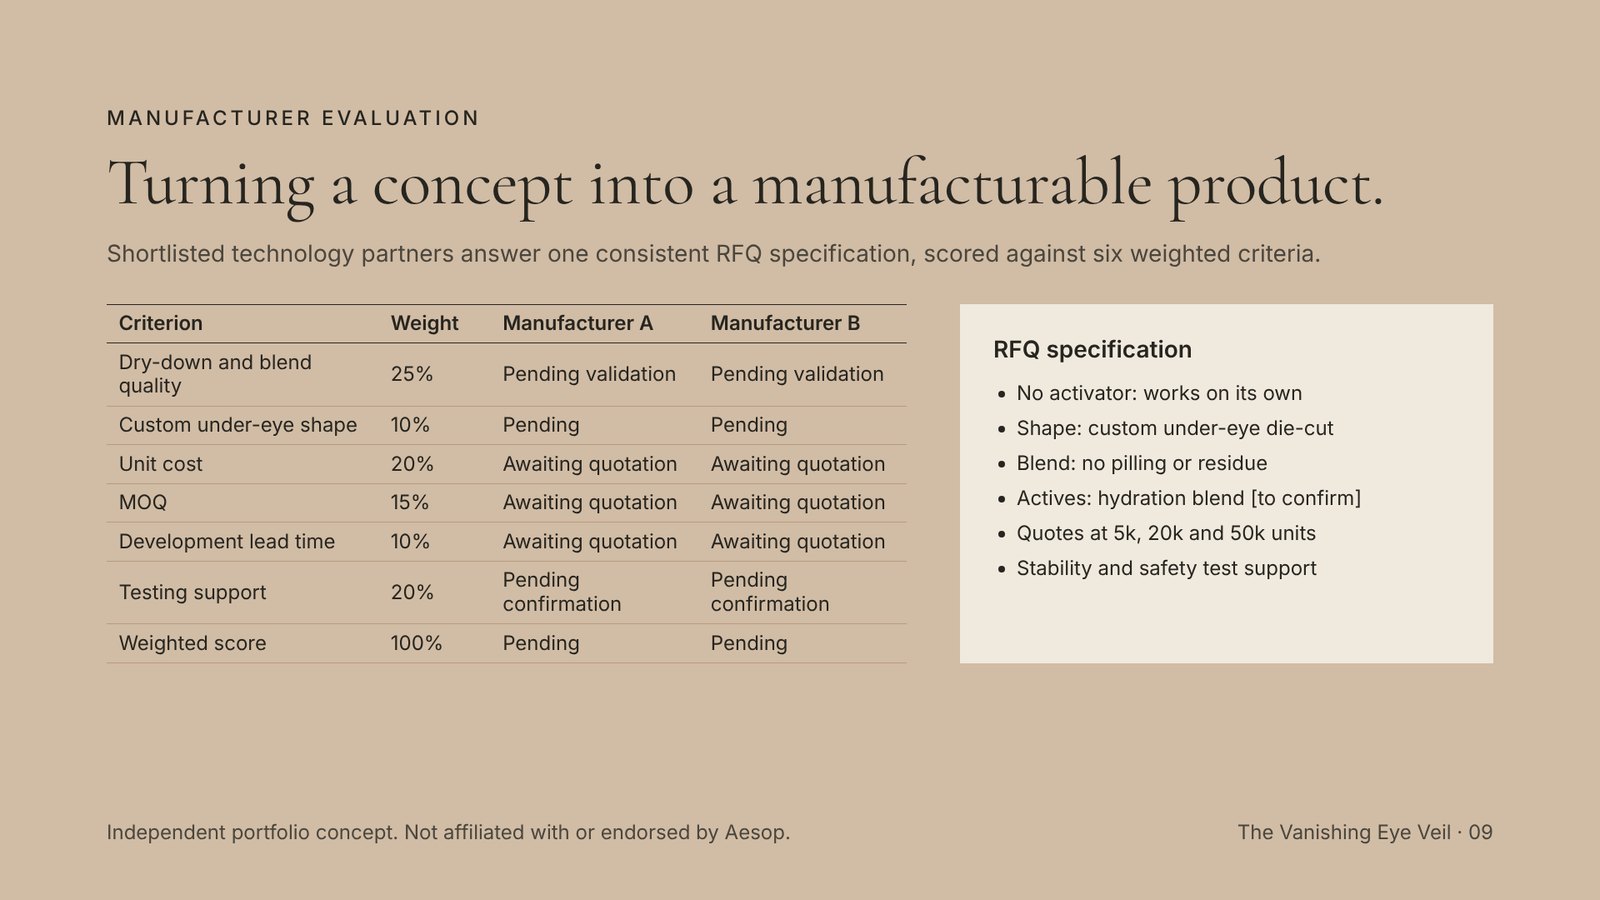 MANUFACTURER EVALUATION
Turning a concept into a manufacturable product.
Shortlisted technology partners answer one consistent RFQ specification, scored against six weighted criteria.
Criterion Weight Manufacturer A Manufacturer B
Dry-down and blend
quality 25% Pending validation Pending validation
Custom under-eye shape 10% Pending Pending
Unit cost 20% Awaiting quotation Awaiting quotation
MOQ 15% Awaiting quotation Awaiting quotation
Development lead time 10% Awaiting quotation Awaiting quotation
Testing support 20% Pending confirmation Pending confirmation
Weighted score 100% Pending Pending
RFQ specification
• No activator: works on its own
• Shape: custom under-eye die-cut
• Blend: no pilling or residue
• Actives: hydration blend [to confirm]
• Quotes at 5k, 20k and 50k units
• Stability and safety test support
Independent portfolio concept. Not affiliated with or endorsed by Aesop.
The Vanishing Eye Veil · 09